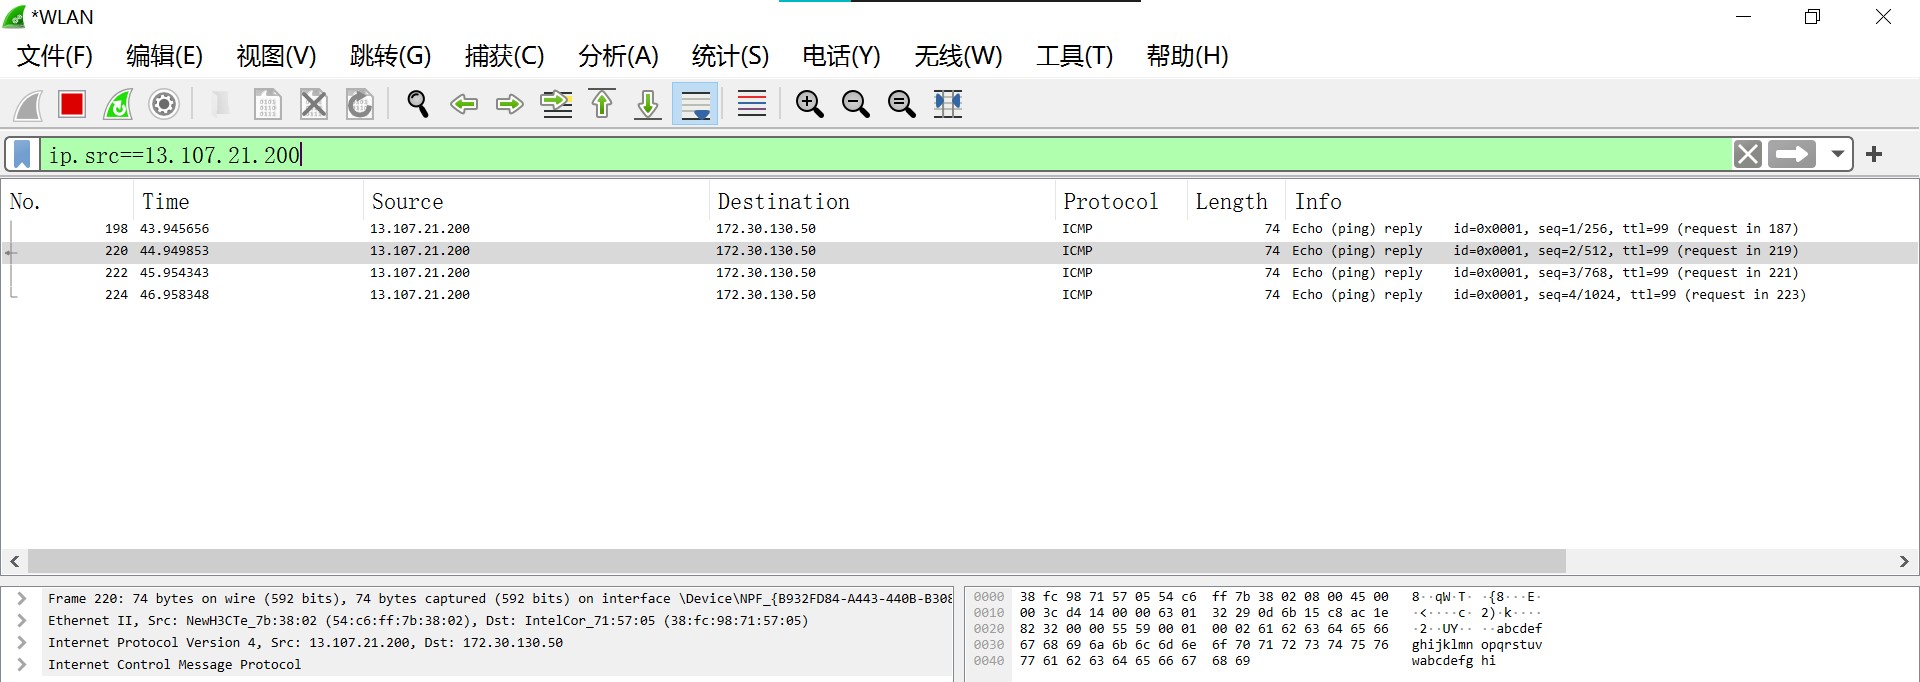 *WLAN
文件(F) 编辑(E) 视图(V) 跳转(G) 捕获(C) 分析(A) 统计(S) 电话(Y) 无线(W) 工具(T) 帮助(H)
ip.src==13.107.21.200
No. Time Source Destination Protocol Length Info
198 43.945656 13.107.21.200 172.30.130.50 ICMP 74 Echo (ping) reply id=0x0001, seq=1/256, ttl=99 (request in 187)
220 44.949853 13.107.21.200 172.30.130.50 ICMP 74 Echo (ping) reply id=0x0001, seq=2/512, ttl=99 (request in 219)
222 45.954343 13.107.21.200 172.30.130.50 ICMP 74 Echo (ping) reply id=0x0001, seq=3/768, ttl=99 (request in 221)
224 46.958348 13.107.21.200 172.30.130.50 ICMP 74 Echo (ping) reply id=0x0001, seq=4/1024, ttl=99 (request in 223)
Frame 220: 74 bytes on wire (592 bits), 74 bytes captured (592 bits) on interface \Device\NPF_{B932FD84-A443-440B-B308
Ethernet II, Src: NewH3CTe_7b:38:02 (54:c6:ff:7b:38:02), Dst: IntelCor_71:57:05 (38:fc:98:71:57:05)
Internet Protocol Version 4, Src: 13.107.21.200, Dst: 172.30.130.50
Internet Control Message Protocol
0000 38 fc 98 71 57 05 54 c6 ff 7b 38 02 08 00 45 00 8··qW·T· ·{8···E·
0010 00 3c d4 14 00 00 63 01 32 29 0d 6b 15 c8 ac 1e ·<····c· 2)·k····
0020 82 32 00 00 55 59 00 01 00 02 61 62 63 64 65 66 ·2··UY·· ··abcdef
0030 67 68 69 6a 6b 6c 6d 6e 6f 70 71 72 73 74 75 76 ghijklmn opqrstuv
0040 77 61 62 63 64 65 66 67 68 69 wabcdefg hi